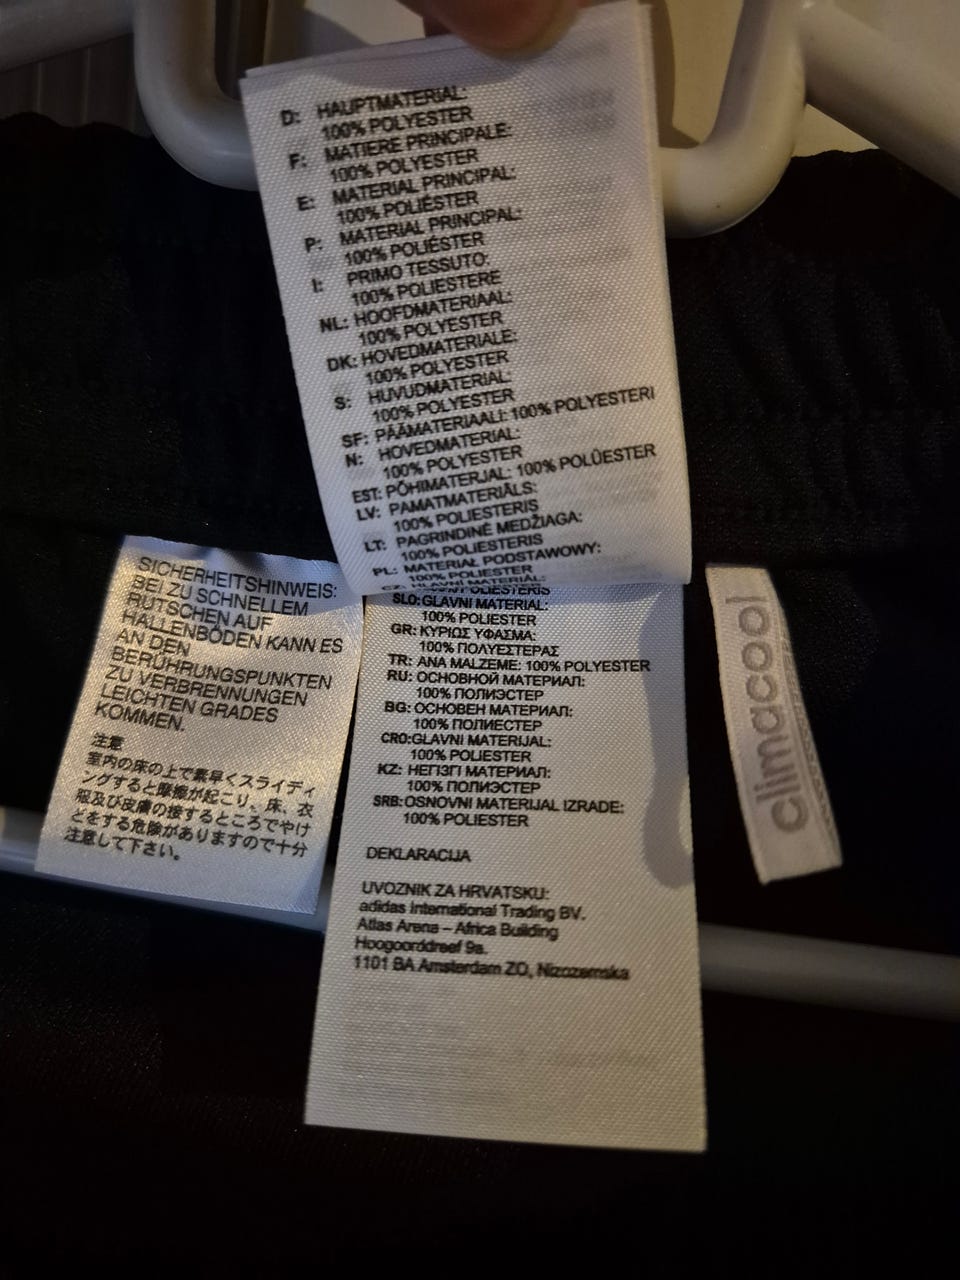 D: HAUPTMATERIAL:
100% POLYESTER
F: MATIERE PRINCIPALE:
100% POLYESTER
E: MATERIAL PRINCIPAL:
100% POLIÉSTER
P: MATERIAL PRINCIPAL:
100% POLIÉSTER
I: PRIMO TESSUTO:
100% POLIESTERE
NL: HOOFDMATERIAAL:
100% POLYESTER
DK: HOVEDMATERIALE:
100% POLYESTER
S: HUVUDMATERIAL:
100% POLYESTER
SF: PÄÄMATERIAALI: 100% POLYESTERI
N: HOVEDMATERIAL:
100% POLYESTER
EST: PÕHIMATERJAL: 100% POLÜESTER
LV: PAMATMATERIĀLS:
100% POLIESTERIS
LT: PAGRINDINĖ MEDŽIAGA:
100% POLIESTERIS
PL: MATERIAŁ PODSTAWOWY:
100% POLIESTER
SLO: GLAVNI MATERIAL:
100% POLIESTER
GR: ΚΥΡΙΩΣ ΥΦΑΣΜΑ:
100% ΠΟΛΥΕΣΤΕΡΑΣ
TR: ANA MALZEME: 100% POLYESTER
RU: ОСНОВНОЙ МАТЕРИАЛ:
100% ПОЛИЭСТЕР
BG: ОСНОВЕН МАТЕРИАЛ:
100% ПОЛИЕСТЕР
CRO: GLAVNI MATERIJAL:
100% POLIESTER
KZ: НЕГІЗГІ МАТЕРИАЛ:
100% ПОЛИЭСТЕР
SRB: OSNOVNI MATERIJAL IZRADE:
100% POLIESTER
DEKLARACIJA
UVOZNIK ZA HRVATSKU:
adidas International Trading BV.
Atlas Arena – Africa Building
Hoogoorddreef 9a.
1101 BA Amsterdam ZO, Nizozemska
SICHERHEITSHINWEIS:
BEI ZU SCHNELLEM
RUTSCHEN AUF
HALLENBÖDEN KANN ES
AN DEN
BERÜHRUNGSPUNKTEN
ZU VERBRENNUNGEN
LEICHTEN GRADES
KOMMEN.
注意
室内の床の上で素早くスライディ
ングすると摩擦が起こり、床、衣
服及び皮膚の接するところでやけ
どをする危険がありますので十分
注意して下さい。
climacool